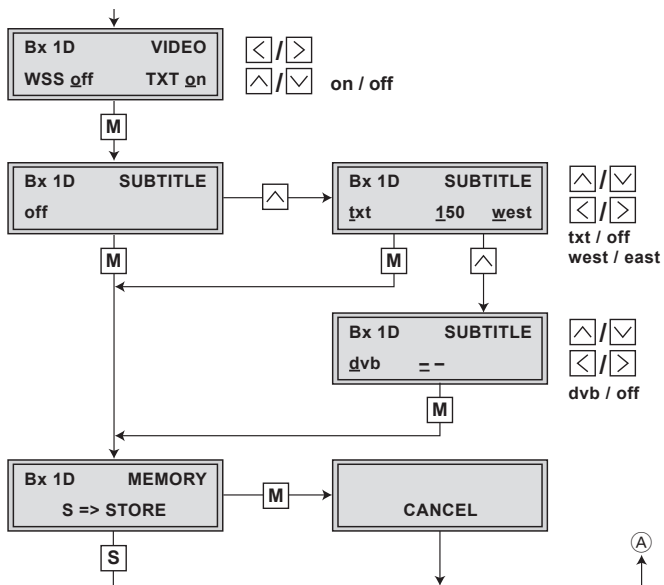 Bx 1D VIDEO
WSS off TXT on
/
/ on / off
M
Bx 1D SUBTITLE
off
Bx 1D SUBTITLE
txt 150 west
/
/
txt / off
west / east
M
M
Bx 1D SUBTITLE
dvb – –
/
/
dvb / off
M
Bx 1D MEMORY
S => STORE
M
CANCEL
S
A